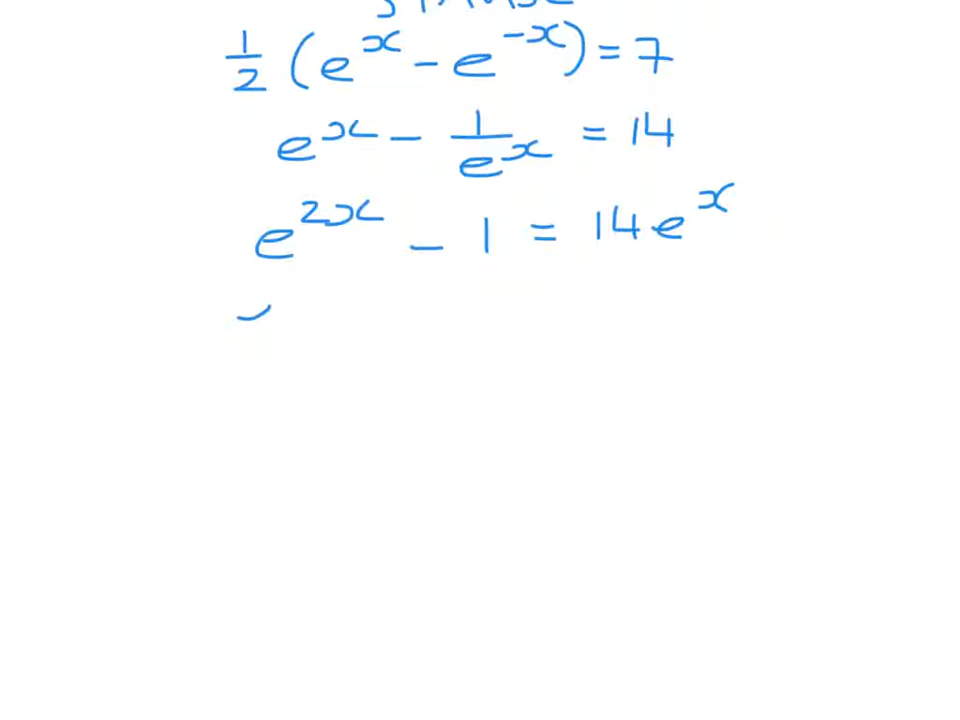 ½ (e^x - e^-x) = 7
e^x - 1/e^x = 14
e^2x - 1 = 14e^x